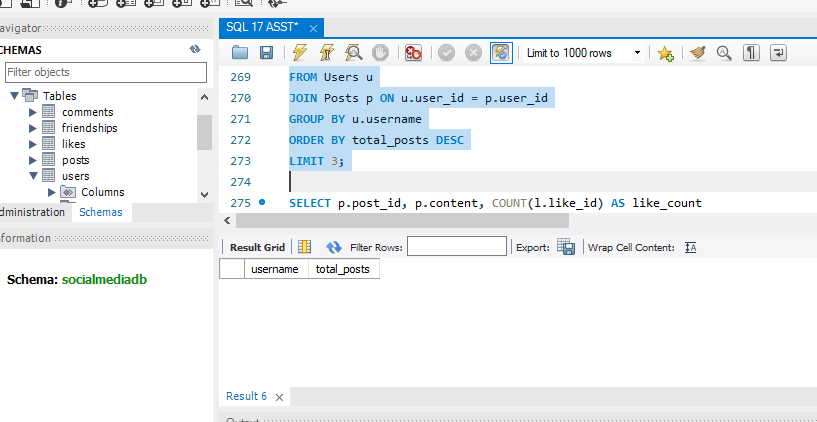 avigator
SQL 17 ASST*
CHEMAS
Filter objects
Tables
comments
friendships
likes
posts
users
Columns
dministration Schemas
nformation
Schema: socialmediadb
Limit to 1000 rows
269 FROM Users u
270 JOIN Posts p ON u.user_id = p.user_id
271 GROUP BY u.username
272 ORDER BY total_posts DESC
273 LIMIT 3;
274
275 SELECT p.post_id, p.content, COUNT(l.like_id) AS like_count
Result Grid Filter Rows: Export: Wrap Cell Content: IA
username total_posts
Result 6
Output